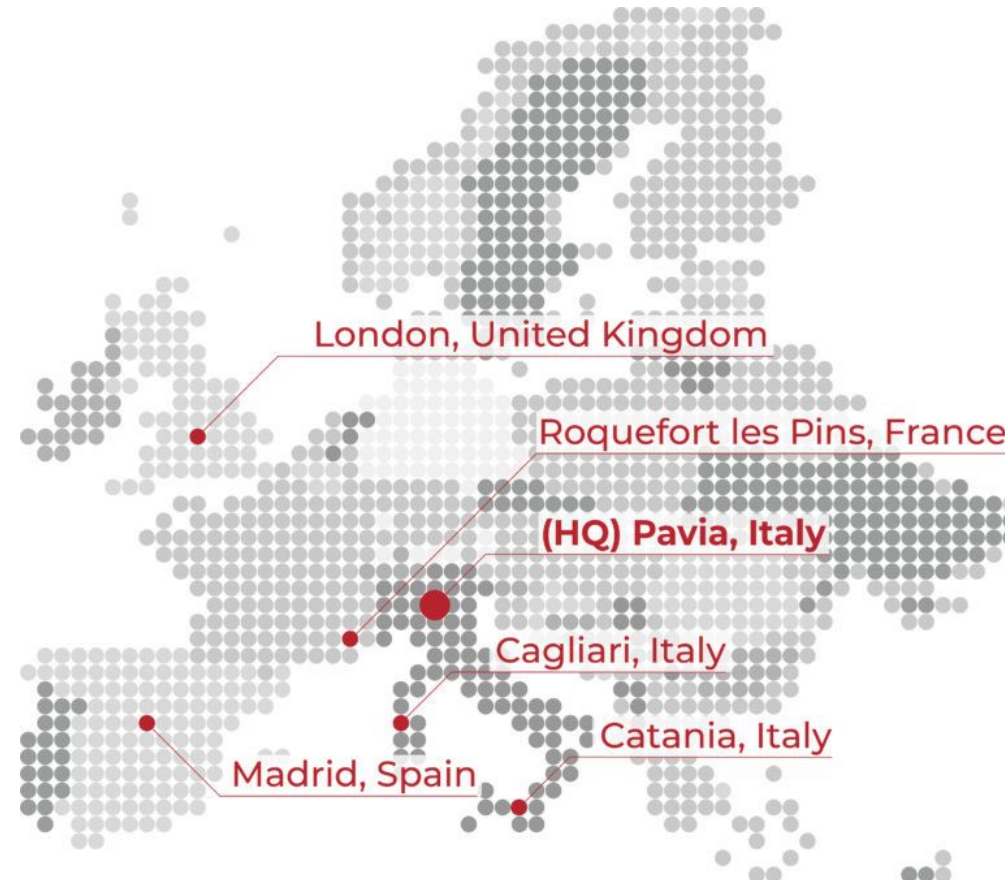 London, United Kingdom
Roquefort les Pins, France
(HQ) Pavia, Italy
Cagliari, Italy
Catania, Italy
Madrid, Spain